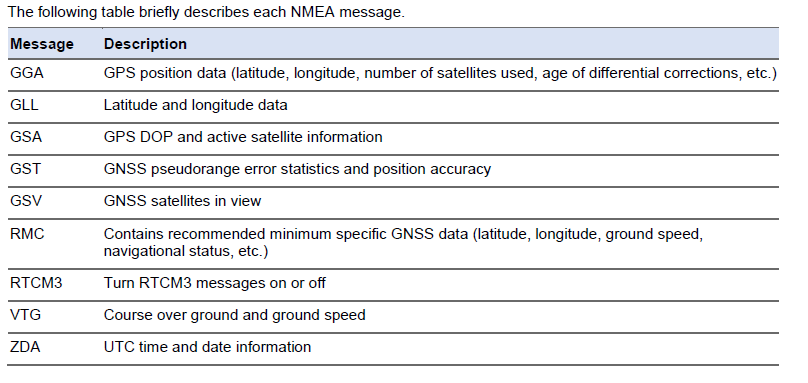 The following table briefly describes each NMEA message.
Message Description
GGA GPS position data (latitude, longitude, number of satellites used, age of differential corrections, etc.)
GLL Latitude and longitude data
GSA GPS DOP and active satellite information
GST GNSS pseudorange error statistics and position accuracy
GSV GNSS satellites in view
RMC Contains recommended minimum specific GNSS data (latitude, longitude, ground speed,
navigational status, etc.)
RTCM3 Turn RTCM3 messages on or off
VTG Course over ground and ground speed
ZDA UTC time and date information